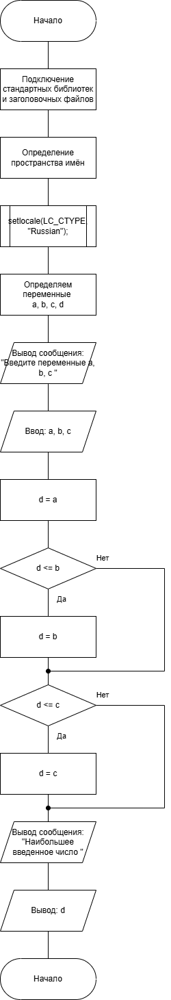 Начало
Подключение
стандартных библиотек
и заголовочных файлов
Определение
пространства имён
setlocale(LC_CTYPE,
"Russian");
Определяем
переменные
a, b, c, d
Вывод сообщения:
"Введите переменные a,
b, c "
Ввод: a, b, c
d = a
d <= b
Нет
Да
d = b
d <= c
Нет
Да
d = c
Вывод сообщения:
"Наибольшее
введенное число "
Вывод: d
Начало